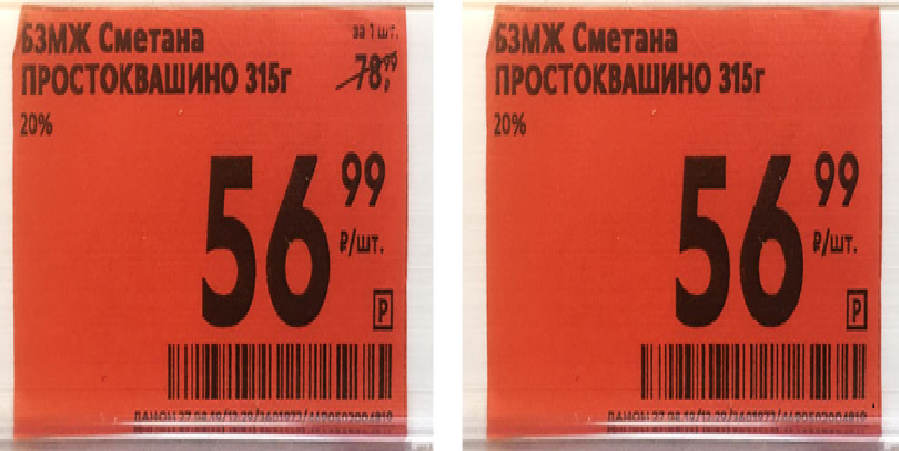 БЗМЖ Сметана
ПРОСТОКВАШИНО 315г
за 1 шт.
78,99
₽
20%
56 99
₽/шт.
P
БЗМЖ Сметана
ПРОСТОКВАШИНО 315г
20%
56 99
₽/шт.
P